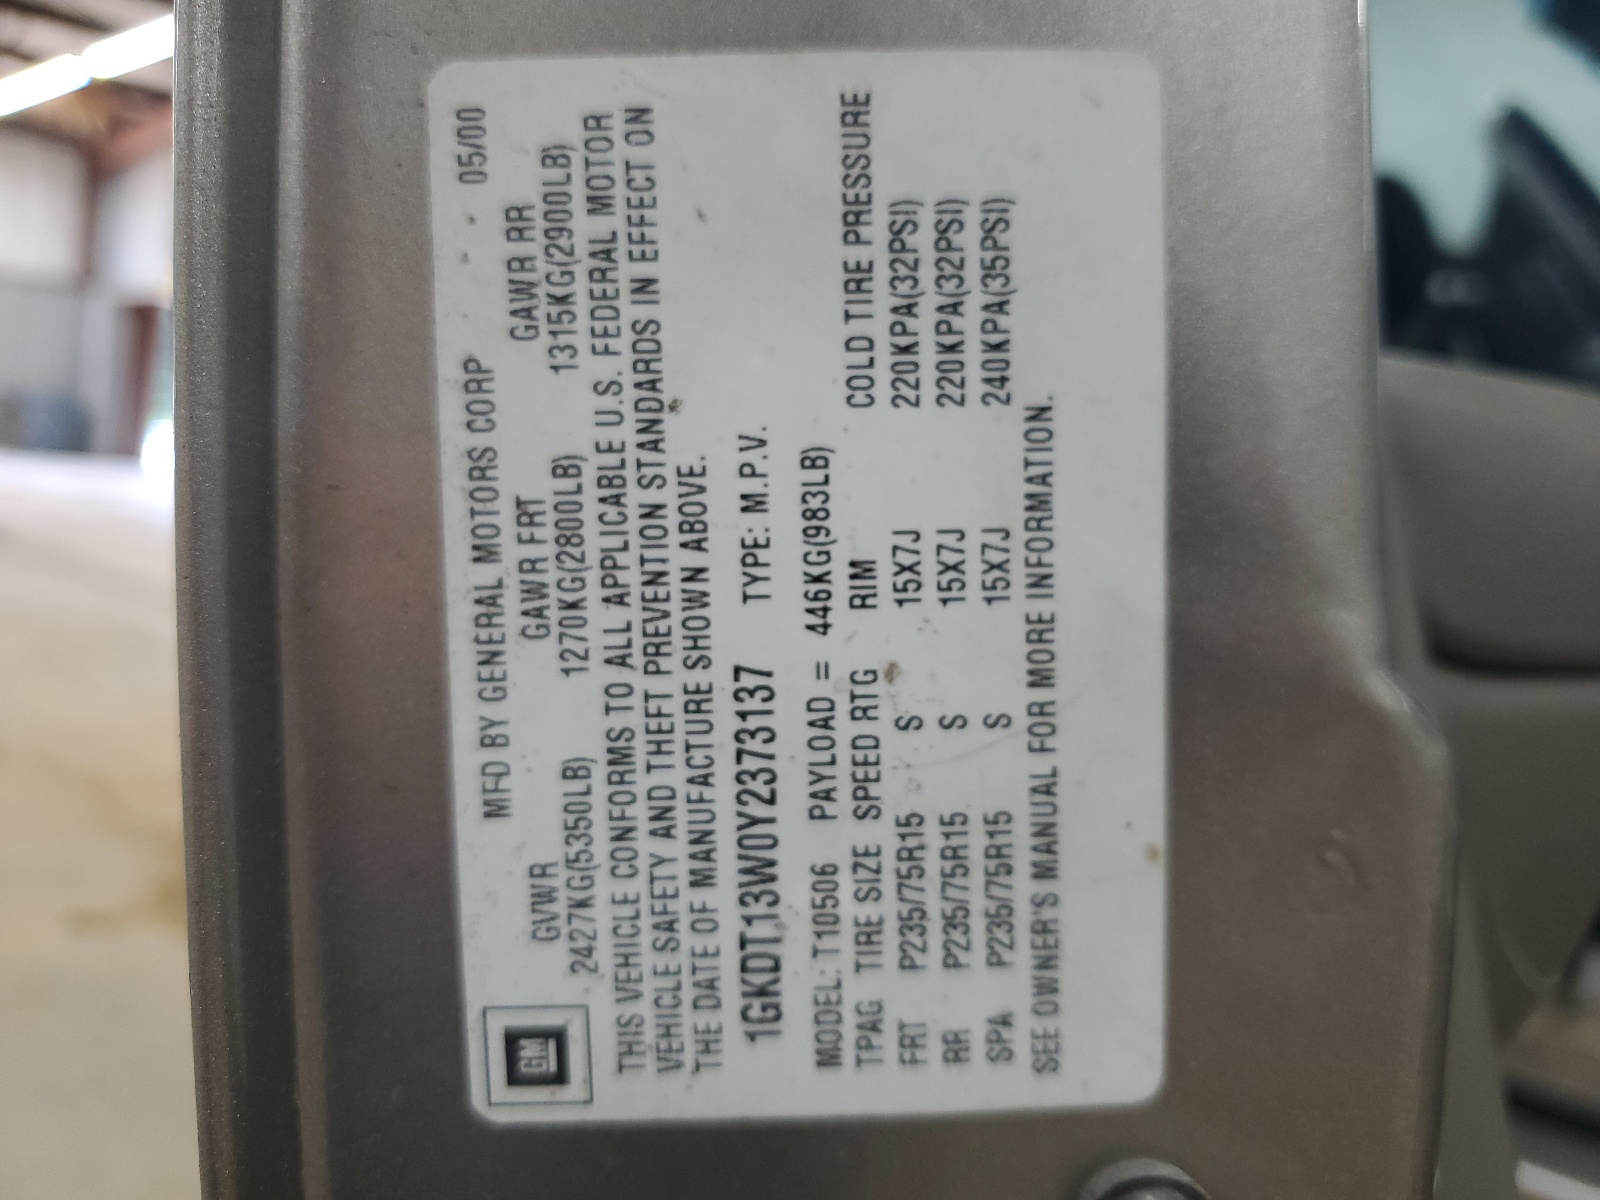 GM
MFD BY GENERAL MOTORS CORP 05/00
GVWR GAWR FRT GAWR RR
2427KG(5350LB) 1270KG(2800LB) 1315KG(2900LB)
THIS VEHICLE CONFORMS TO ALL APPLICABLE U.S. FEDERAL MOTOR
VEHICLE SAFETY AND THEFT PREVENTION STANDARDS IN EFFECT ON
THE DATE OF MANUFACTURE SHOWN ABOVE.
1GKDT13W0Y2373137 TYPE: M.P.V.
MODEL: T10506 PAYLOAD = 446KG(983LB)
TPAG TIRE SIZE SPEED RTG RIM COLD TIRE PRESSURE
FRT P235/75R15 S 15X7J 220KPA(32PSI)
RR P235/75R15 S 15X7J 220KPA(32PSI)
SPA P235/75R15 S 15X7J 240KPA(35PSI)
SEE OWNER'S MANUAL FOR MORE INFORMATION.